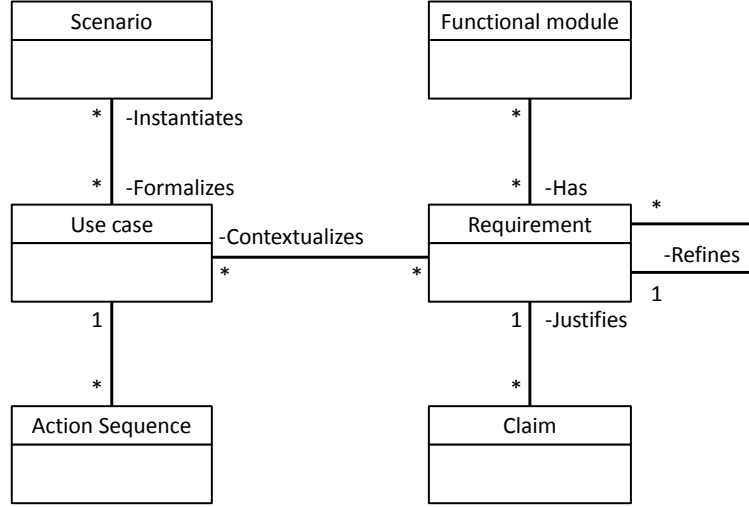 Scenario
Functional module
* -Instantiates
*
* -Formalizes
* -Has
Use case
-Contextualizes
Requirement
*
-Refines
* *
1
1
1 -Justifies
*
*
Action Sequence
Claim